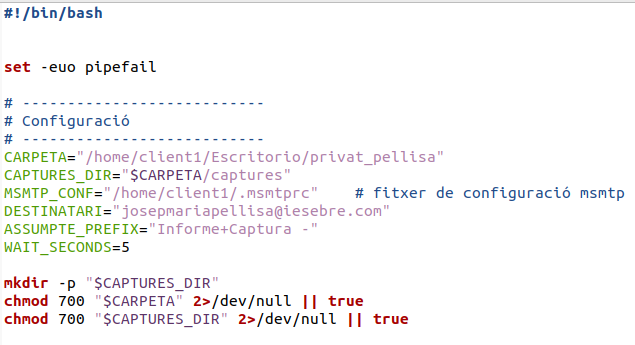 #!/bin/bash
set -euo pipefail
# ---------------------------
# Configuració
# ---------------------------
CARPETA="/home/client1/Escritorio/privat_pellisa"
CAPTURES_DIR="$CARPETA/captures"
MSMTP_CONF="/home/client1/.msmtprc"    # fitxer de configuració msmtp
DESTINATARI="josepmariapellisa@iesebre.com"
ASSUMPTE_PREFIX="Informe+Captura -"
WAIT_SECONDS=5
mkdir -p "$CAPTURES_DIR"
chmod 700 "$CARPETA" 2>/dev/null || true
chmod 700 "$CAPTURES_DIR" 2>/dev/null || true